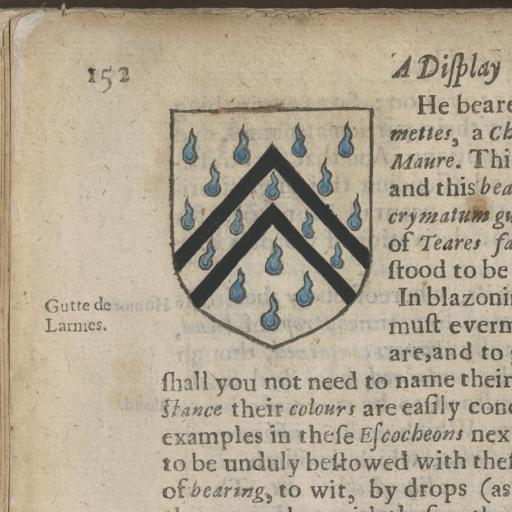 152
A Diſplay
He beare
mettes, a Ch
Maure. Thi
and this bea
crymatum gu
of Teares fa
ſtood to be
In blazoni
Gutte de
Larmes.
muſt everm
are, and to
ſhall you not need to name their
ſtance their colours are eaſily conc
examples in theſe Eſcocheons nex
to be unduly beſtowed with theſ
of bearing, to wit, by drops (as